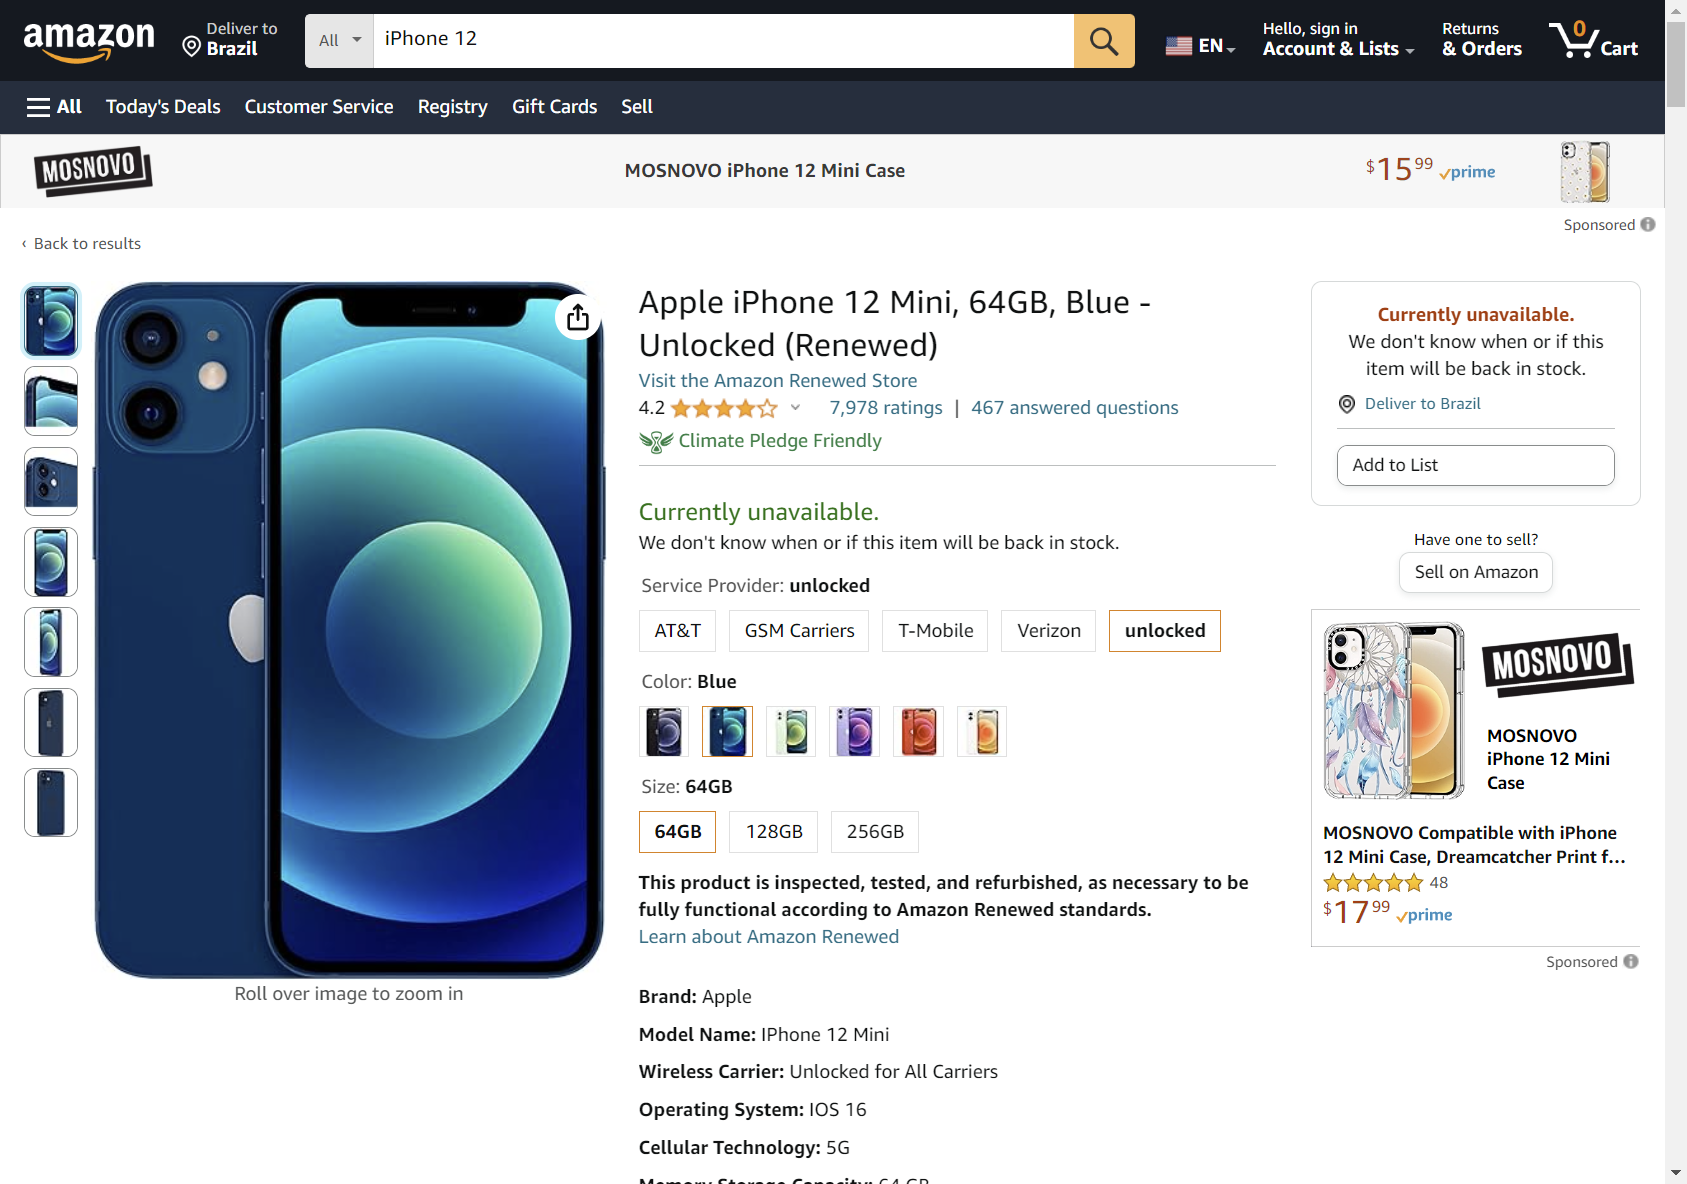 amazon
Deliver to
Brazil
All
iPhone 12
EN
Hello, sign in
Account & Lists
Returns
& Orders
0
Cart
All
Today's Deals
Customer Service
Registry
Gift Cards
Sell
MOSNOVO
MOSNOVO iPhone 12 Mini Case
$15 99 prime
Sponsored
‹ Back to results
Apple iPhone 12 Mini, 64GB, Blue -
Unlocked (Renewed)
Visit the Amazon Renewed Store
4.2 7,978 ratings | 467 answered questions
Climate Pledge Friendly
Currently unavailable.
We don't know when or if this item will be back in stock.
Service Provider: unlocked
AT&T
GSM Carriers
T-Mobile
Verizon
unlocked
Color: Blue
Size: 64GB
64GB
128GB
256GB
This product is inspected, tested, and refurbished, as necessary to be
fully functional according to Amazon Renewed standards.
Learn about Amazon Renewed
Brand: Apple
Model Name: IPhone 12 Mini
Wireless Carrier: Unlocked for All Carriers
Operating System: IOS 16
Cellular Technology: 5G
Memory Storage Capacity: 64 GB
Roll over image to zoom in
Currently unavailable.
We don't know when or if this
item will be back in stock.
Deliver to Brazil
Add to List
Have one to sell?
Sell on Amazon
MOSNOVO
MOSNOVO
iPhone 12 Mini
Case
MOSNOVO Compatible with iPhone
12 Mini Case, Dreamcatcher Print f...
48
$17 99 prime
Sponsored